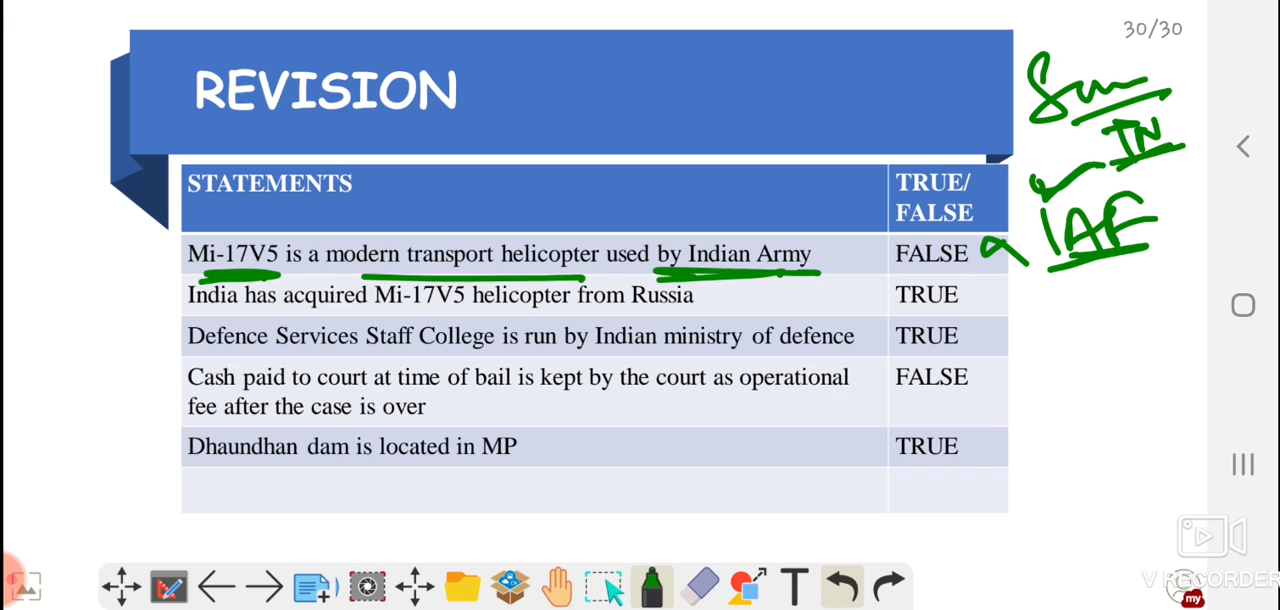 30/30
REVISION
STATEMENTS
TRUE/
FALSE
Mi-17V5 is a modern transport helicopter used by Indian Army
FALSE
India has acquired Mi-17V5 helicopter from Russia
TRUE
Defence Services Staff College is run by Indian ministry of defence
TRUE
Cash paid to court at time of bail is kept by the court as operational
fee after the case is over
FALSE
Dhaundhan dam is located in MP
TRUE
TN
IAF
T
V RECORDER
my